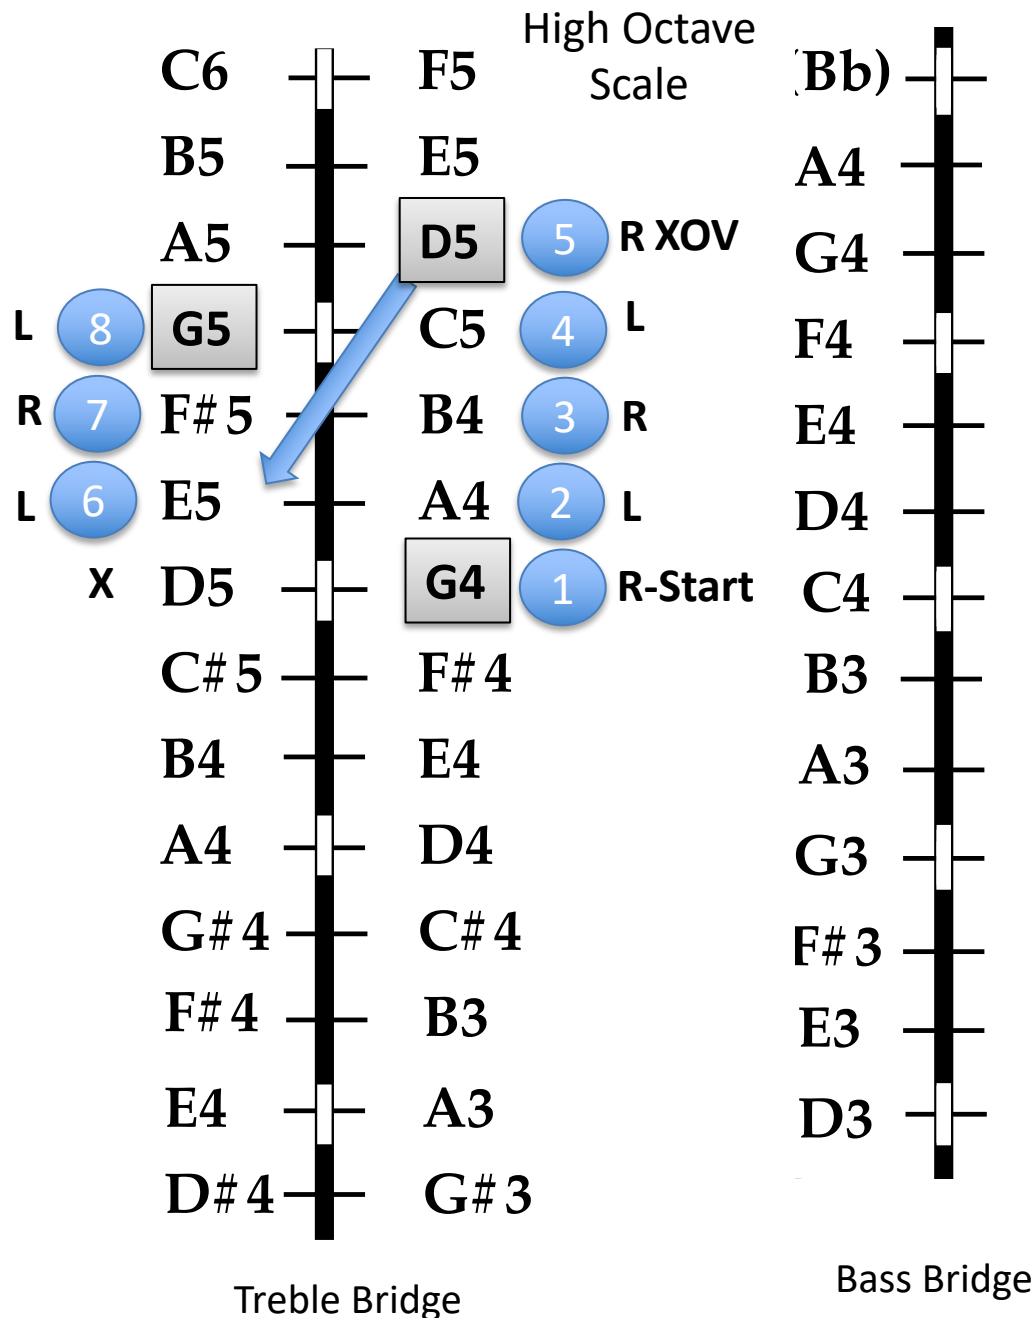 High Octave
Scale
C6 F5 (Bb)
B5 E5 A4
A5 D5 5 R XOV G4
L 8 G5 C5 4 L F4
R 7 F#5 B4 3 R E4
L 6 E5 A4 2 L D4
X D5 G4 1 R-Start C4
C#5 F#4 B3
B4 E4 A3
A4 D4 G3
G#4 C#4 F#3
F#4 B3 E3
E4 A3 D3
D#4 G#3
Treble Bridge Bass Bridge